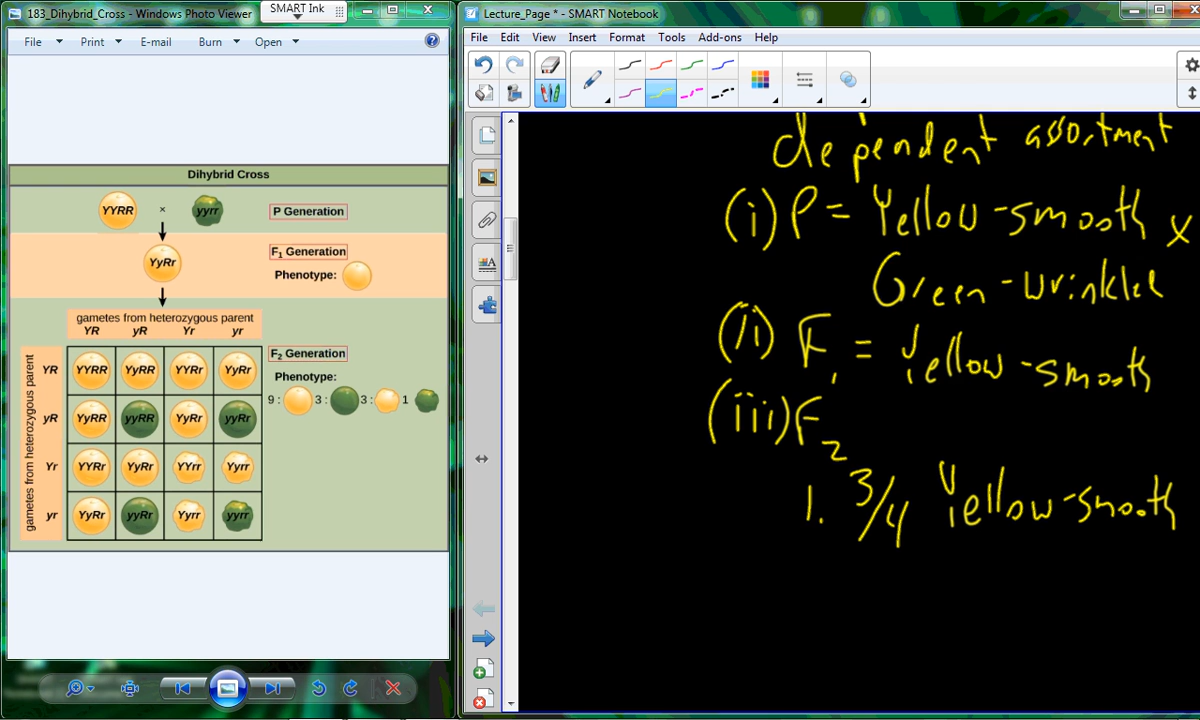 183_Dihybrid_Cross - Windows Photo Viewer
SMART Ink
File Print E-mail Burn Open
Dihybrid Cross
YYRR × yyrr P Generation
F1 Generation
YyRr
Phenotype:
gametes from heterozygous parent
YR yR Yr yr
gametes from heterozygous parent
YR YYRR YyRR YYRr YyRr
yR YyRR yyRR YyRr yyRr
Yr YYRr YyRr YYrr Yyrr
yr YyRr yyRr Yyrr yyrr
F2 Generation
Phenotype:
9 : 3 : 3 : 1
Lecture_Page * - SMART Notebook
File Edit View Insert Format Tools Add-ons Help
dependent assortment
(i) P = Yellow-smooth x
Green-wrinkled
(ii) F1 = Yellow-smooth
(iii) F2
1. 3/4 Yellow-smooth